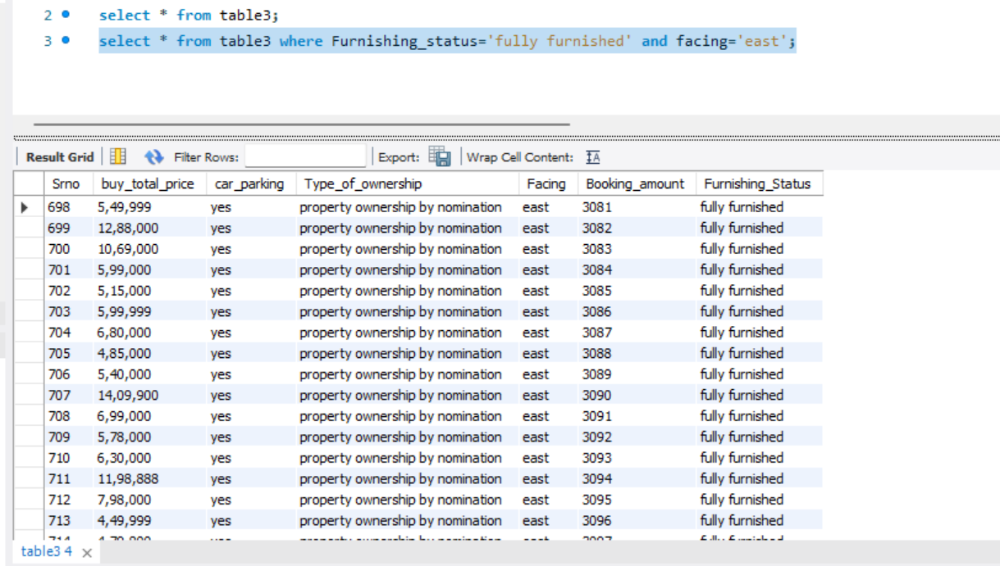 2 select * from table3;
3 select * from table3 where Furnishing_status='fully furnished' and facing='east';
Result Grid Filter Rows: Export: Wrap Cell Content: IA
Srno buy_total_price car_parking Type_of_ownership Facing Booking_amount Furnishing_Status
698 5,49,999 yes property ownership by nomination east 3081 fully furnished
699 12,88,000 yes property ownership by nomination east 3082 fully furnished
700 10,69,000 yes property ownership by nomination east 3083 fully furnished
701 5,99,000 yes property ownership by nomination east 3084 fully furnished
702 5,15,000 yes property ownership by nomination east 3085 fully furnished
703 5,99,999 yes property ownership by nomination east 3086 fully furnished
704 6,80,000 yes property ownership by nomination east 3087 fully furnished
705 4,85,000 yes property ownership by nomination east 3088 fully furnished
706 5,40,000 yes property ownership by nomination east 3089 fully furnished
707 14,09,900 yes property ownership by nomination east 3090 fully furnished
708 6,99,000 yes property ownership by nomination east 3091 fully furnished
709 5,78,000 yes property ownership by nomination east 3092 fully furnished
710 6,30,000 yes property ownership by nomination east 3093 fully furnished
711 11,98,888 yes property ownership by nomination east 3094 fully furnished
712 7,98,000 yes property ownership by nomination east 3095 fully furnished
713 4,49,999 yes property ownership by nomination east 3096 fully furnished
table3 4